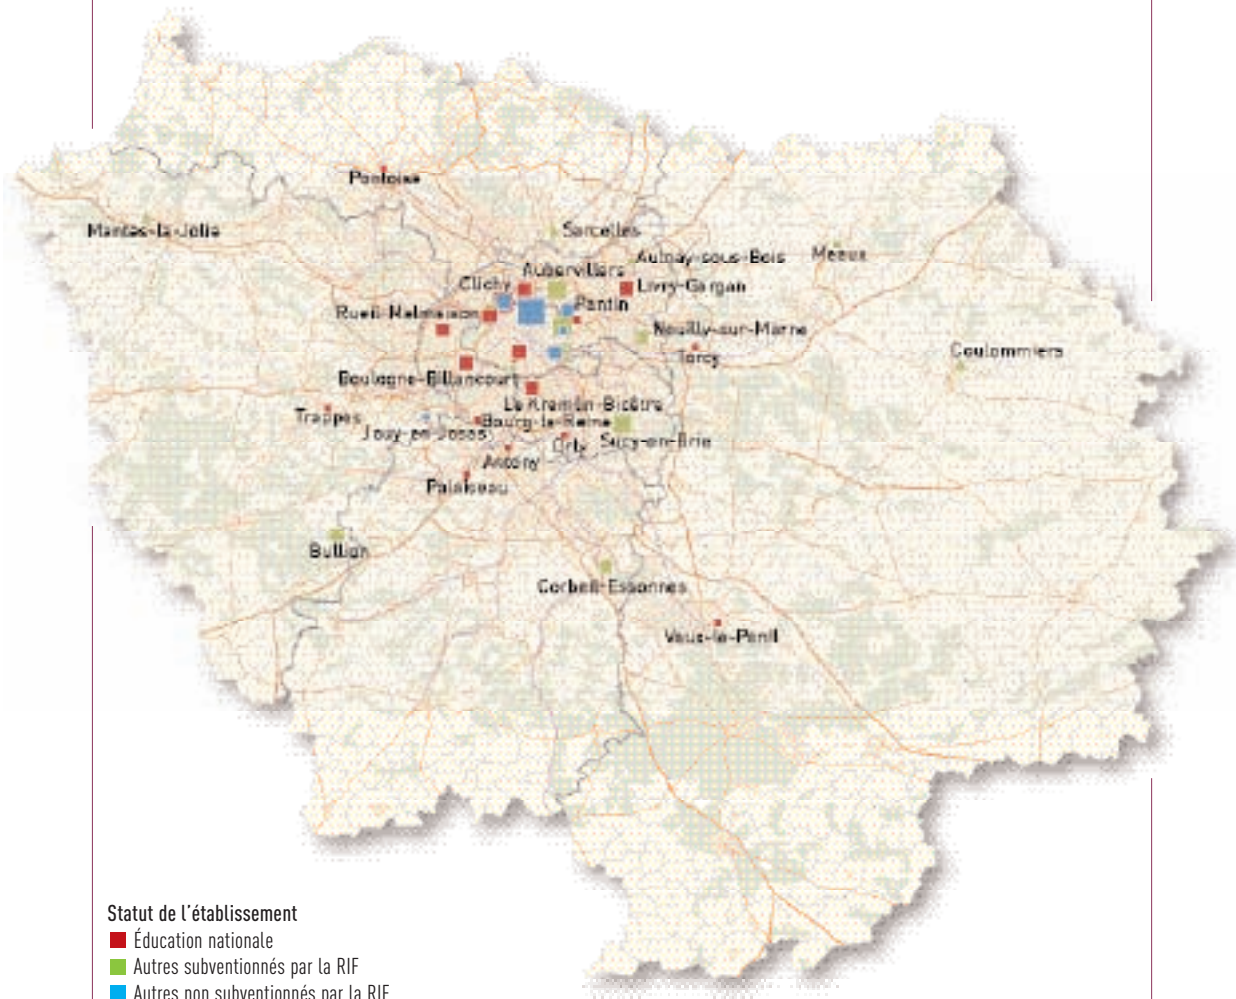 Pontoise
Mantes-la-Jolie
Sarcelles
Aulnay-sous-Bois
Meaux
Aubervilliers
Clichy
Livry-Gargan
Pantin
Rueil-Malmaison
Neuilly-sur-Marne
Torcy
Coulommiers
Boulogne-Billancourt
Le Kremlin-Bicêtre
Trappes
Bourg-la-Reine
Jouy-en-Josas
Orly
Sucy-en-Brie
Antony
Palaiseau
Bullion
Corbeil-Essonnes
Vaux-le-Penil
Statut de l'établissement
Éducation nationale
Autres subventionnés par la RIF
Autres non subventionnés par la RIF